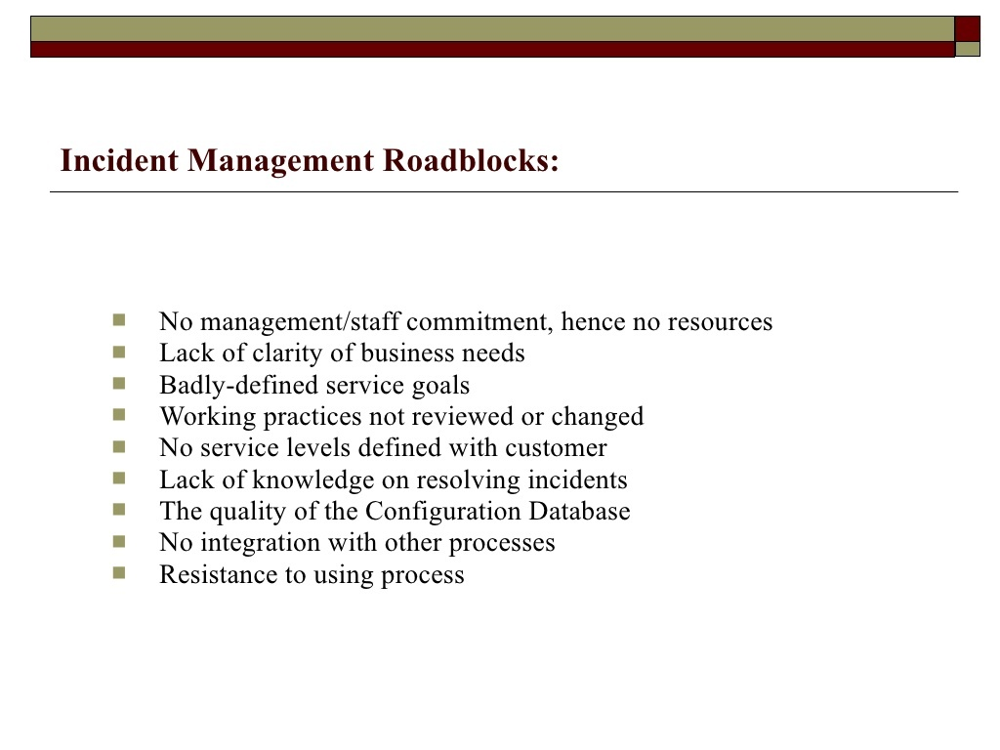 Incident Management Roadblocks:
No management/staff commitment, hence no resources
Lack of clarity of business needs
Badly-defined service goals
Working practices not reviewed or changed
No service levels defined with customer
Lack of knowledge on resolving incidents
The quality of the Configuration Database
No integration with other processes
Resistance to using process